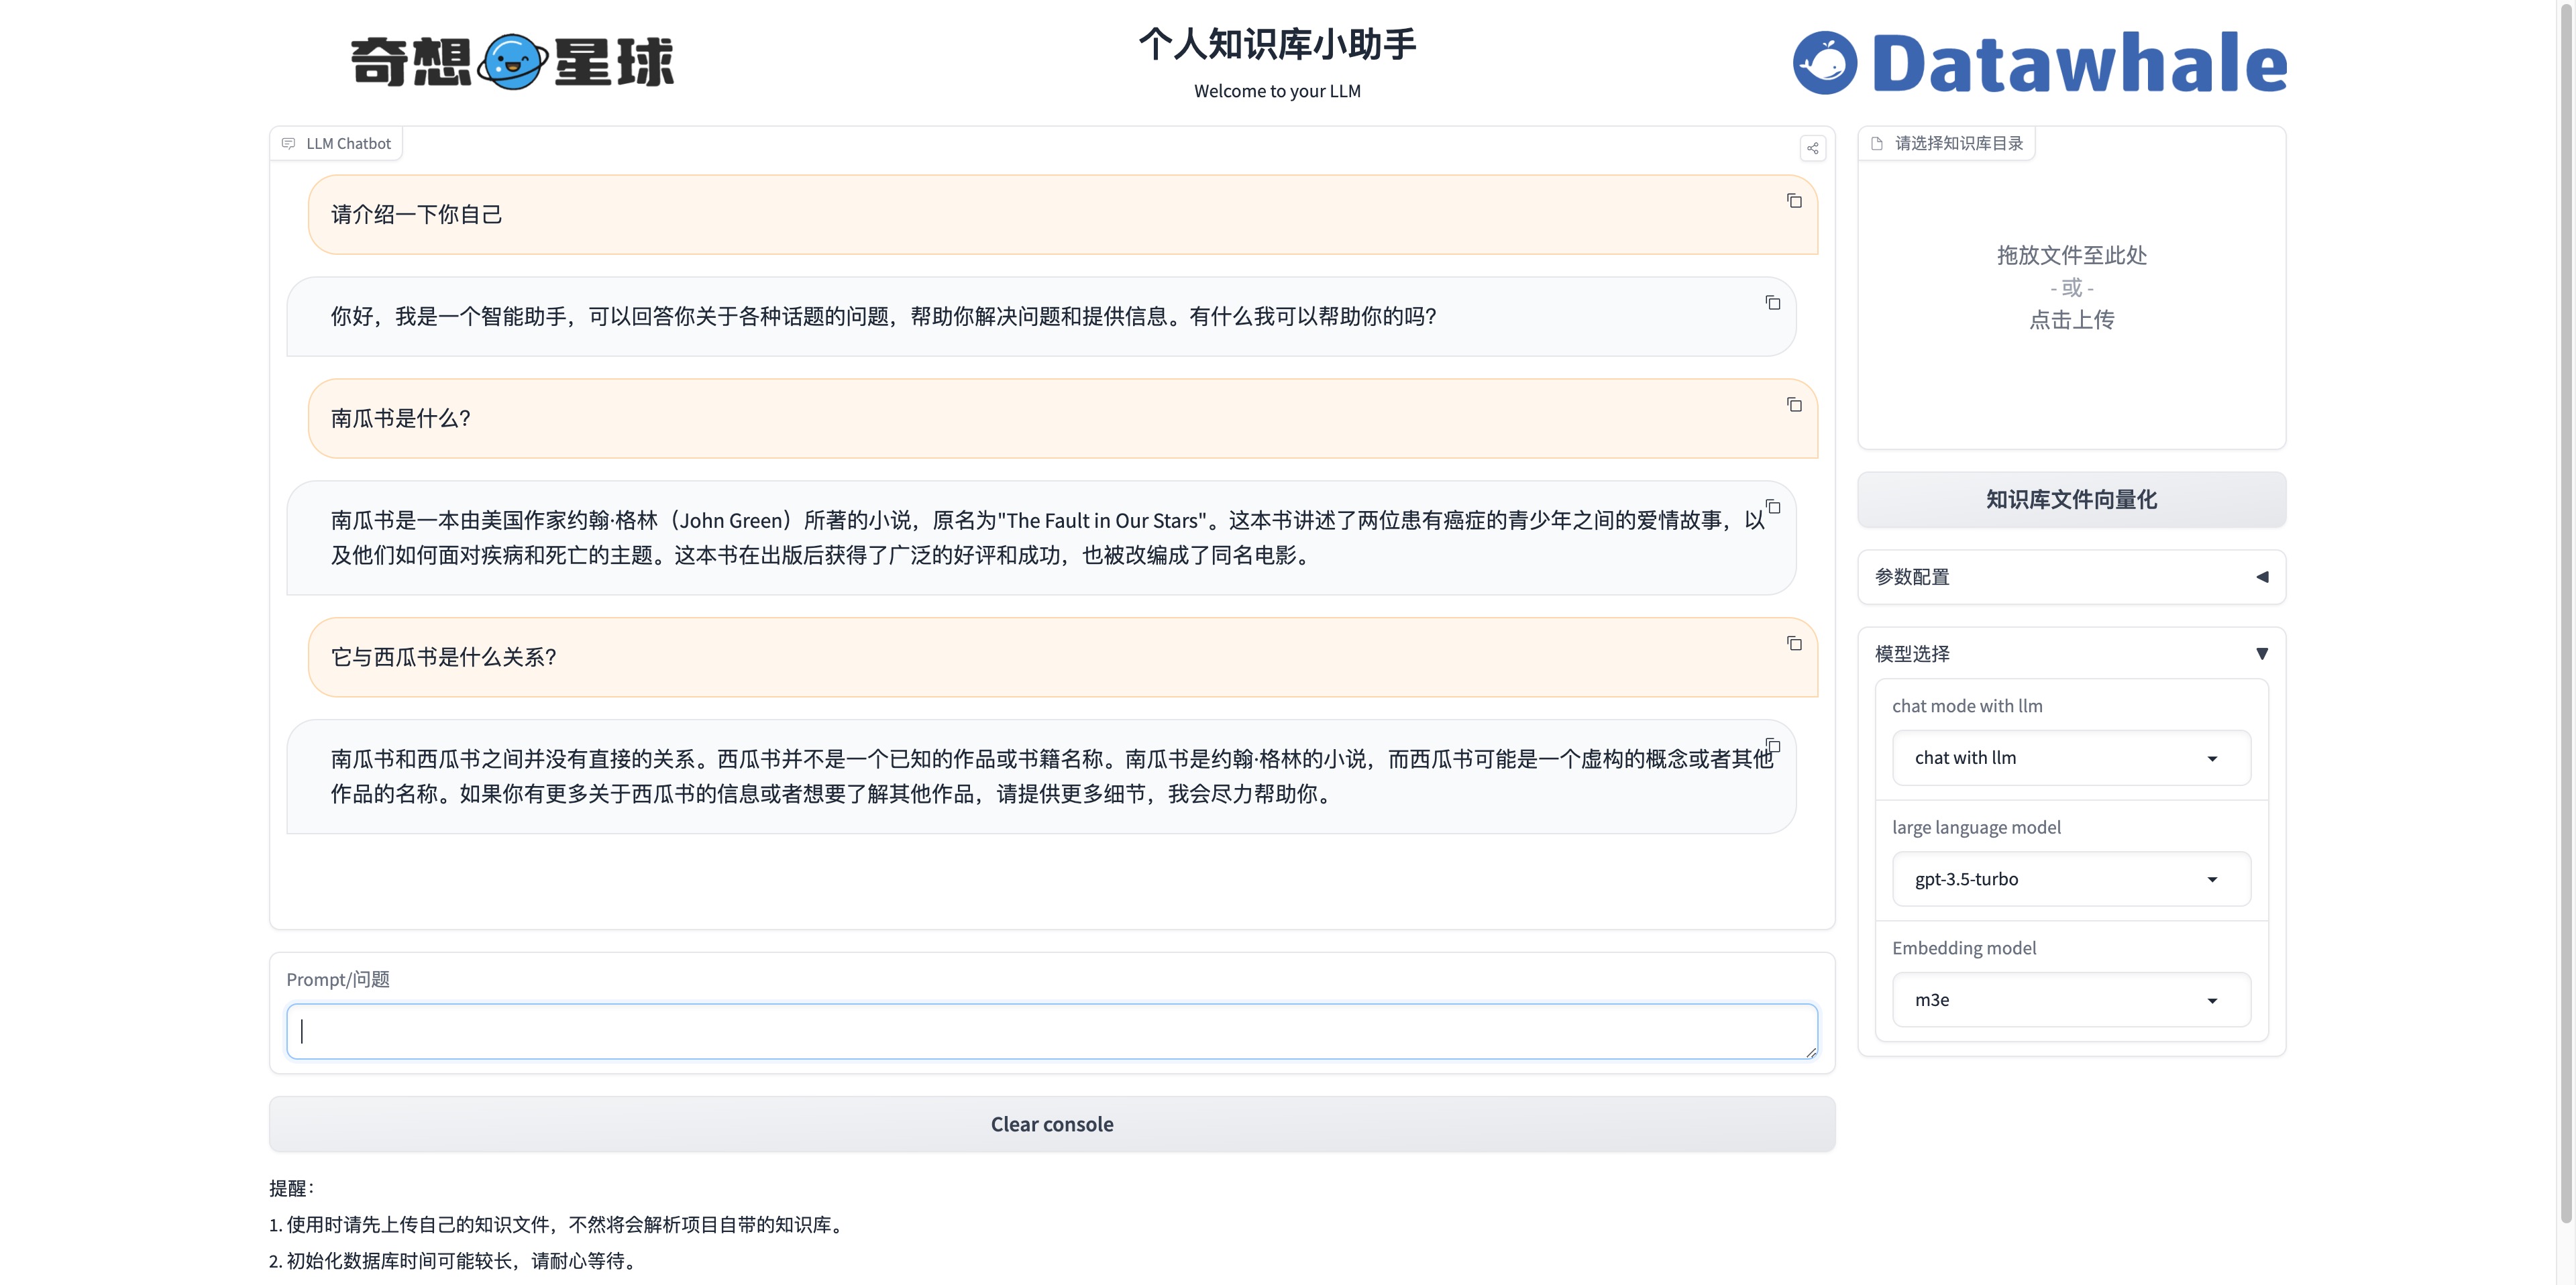 奇想星球
个人知识库小助手
Welcome to your LLM
Datawhale
LLM Chatbot
请介绍一下你自己
你好，我是一个智能助手，可以回答你关于各种话题的问题，帮助你解决问题和提供信息。有什么我可以帮助你的吗？
南瓜书是什么？
南瓜书是一本由美国作家约翰·格林（John Green）所著的小说，原名为"The Fault in Our Stars"。这本书讲述了两位患有癌症的青少年之间的爱情故事，以
及他们如何面对疾病和死亡的主题。这本书在出版后获得了广泛的好评和成功，也被改编成了同名电影。
它与西瓜书是什么关系？
南瓜书和西瓜书之间并没有直接的关系。西瓜书并不是一个已知的作品或书籍名称。南瓜书是约翰·格林的小说，而西瓜书可能是一个虚构的概念或者其他
作品的名称。如果你有更多关于西瓜书的信息或者想要了解其他作品，请提供更多细节，我会尽力帮助你。
Prompt/问题
Clear console
提醒：
1. 使用时请先上传自己的知识文件，不然将会解析项目自带的知识库。
2. 初始化数据库时间可能较长，请耐心等待。
请选择知识库目录
拖放文件至此处
- 或 -
点击上传
知识库文件向量化
参数配置
模型选择
chat mode with llm
chat with llm
large language model
gpt-3.5-turbo
Embedding model
m3e